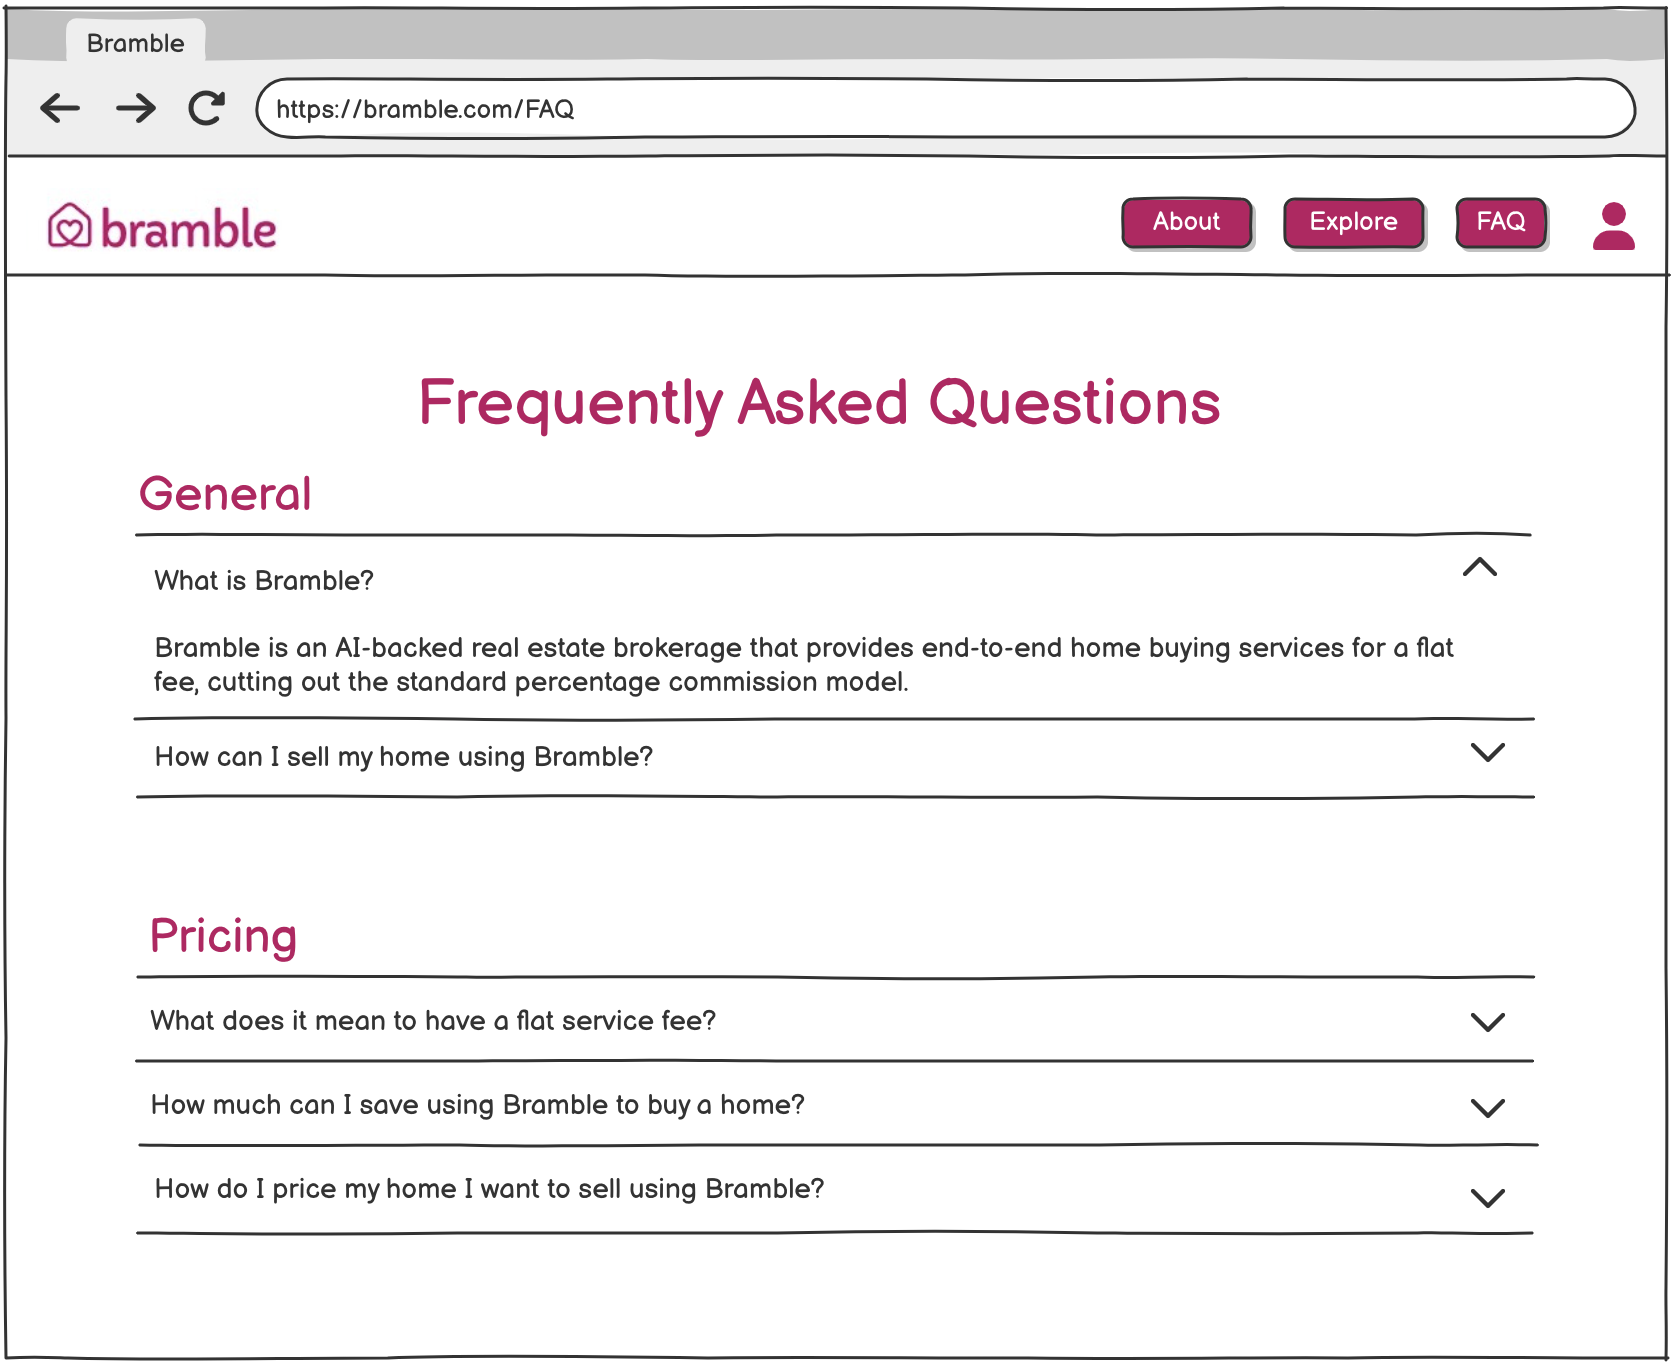 Bramble
https://bramble.com/FAQ
bramble
About
Explore
FAQ
Frequently Asked Questions
General
What is Bramble?
Bramble is an AI-backed real estate brokerage that provides end-to-end home buying services for a flat
fee, cutting out the standard percentage commission model.
How can I sell my home using Bramble?
Pricing
What does it mean to have a flat service fee?
How much can I save using Bramble to buy a home?
How do I price my home I want to sell using Bramble?